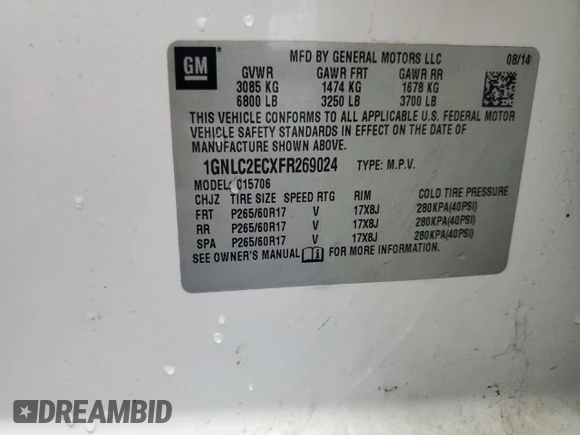 GM
MFD BY GENERAL MOTORS LLC 08/14
GVWR GAWR FRT GAWR RR
3085 KG 1474 KG 1678 KG
6800 LB 3250 LB 3700 LB
THIS VEHICLE CONFORMS TO ALL APPLICABLE U.S. FEDERAL MOTOR
VEHICLE SAFETY STANDARDS IN EFFECT ON THE DATE OF
MANUFACTURE SHOWN ABOVE.
1GNLC2ECXFR269024 TYPE: M.P.V.
MODEL: C15706
CHJZ TIRE SIZE SPEED RTG RIM COLD TIRE PRESSURE
FRT P265/60R17 V 17X8J 280KPA(40PSI)
RR P265/60R17 V 17X8J 280KPA(40PSI)
SPA P265/60R17 V 17X8J 280KPA(40PSI)
SEE OWNER'S MANUAL i FOR MORE INFORMATION.
DREAMBID